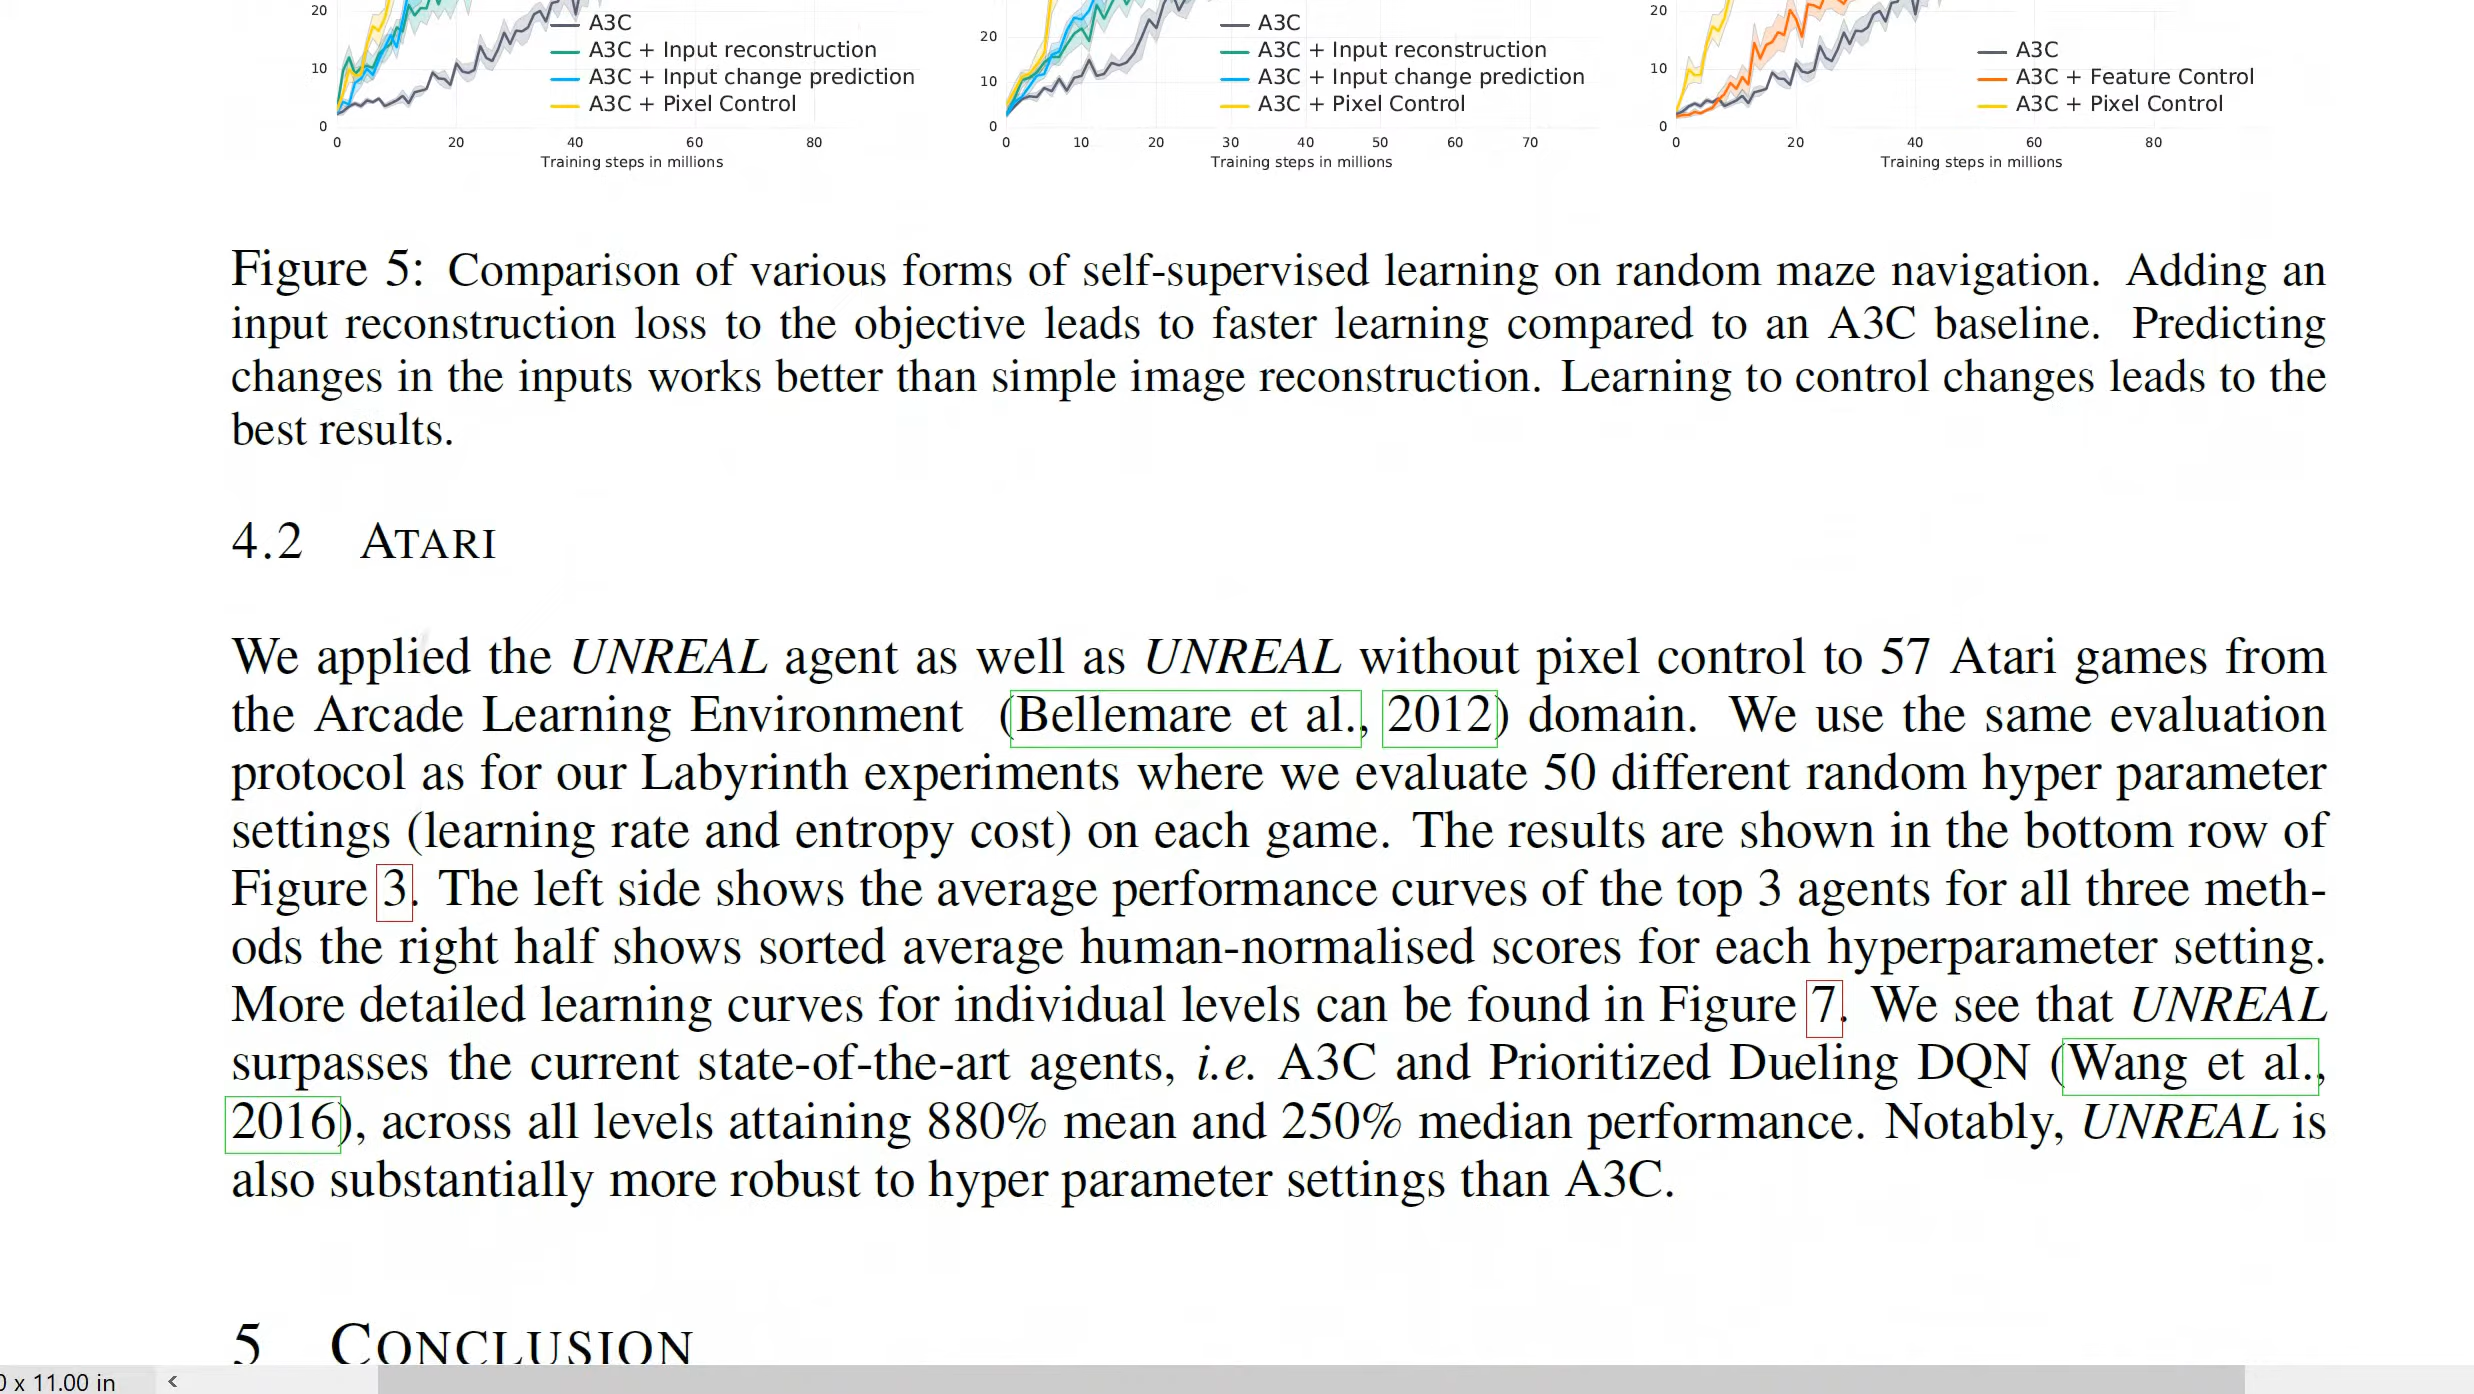 20
A3C
A3C + Input reconstruction
A3C + Input change prediction
A3C + Pixel Control
10
0
0 20 40 60 80
Training steps in millions
20
A3C
A3C + Input reconstruction
A3C + Input change prediction
A3C + Pixel Control
10
0
0 10 20 30 40 50 60 70
Training steps in millions
20
A3C
A3C + Feature Control
A3C + Pixel Control
10
0
0 20 40 60 80
Training steps in millions
Figure 5: Comparison of various forms of self-supervised learning on random maze navigation. Adding an
input reconstruction loss to the objective leads to faster learning compared to an A3C baseline. Predicting
changes in the inputs works better than simple image reconstruction. Learning to control changes leads to the
best results.
4.2 ATARI
We applied the UNREAL agent as well as UNREAL without pixel control to 57 Atari games from
the Arcade Learning Environment (Bellemare et al., 2012) domain. We use the same evaluation
protocol as for our Labyrinth experiments where we evaluate 50 different random hyper parameter
settings (learning rate and entropy cost) on each game. The results are shown in the bottom row of
Figure 3. The left side shows the average performance curves of the top 3 agents for all three meth-
ods the right half shows sorted average human-normalised scores for each hyperparameter setting.
More detailed learning curves for individual levels can be found in Figure 7. We see that UNREAL
surpasses the current state-of-the-art agents, i.e. A3C and Prioritized Dueling DQN (Wang et al.,
2016), across all levels attaining 880% mean and 250% median performance. Notably, UNREAL is
also substantially more robust to hyper parameter settings than A3C.
5 CONCLUSION
0 x 11.00 in <